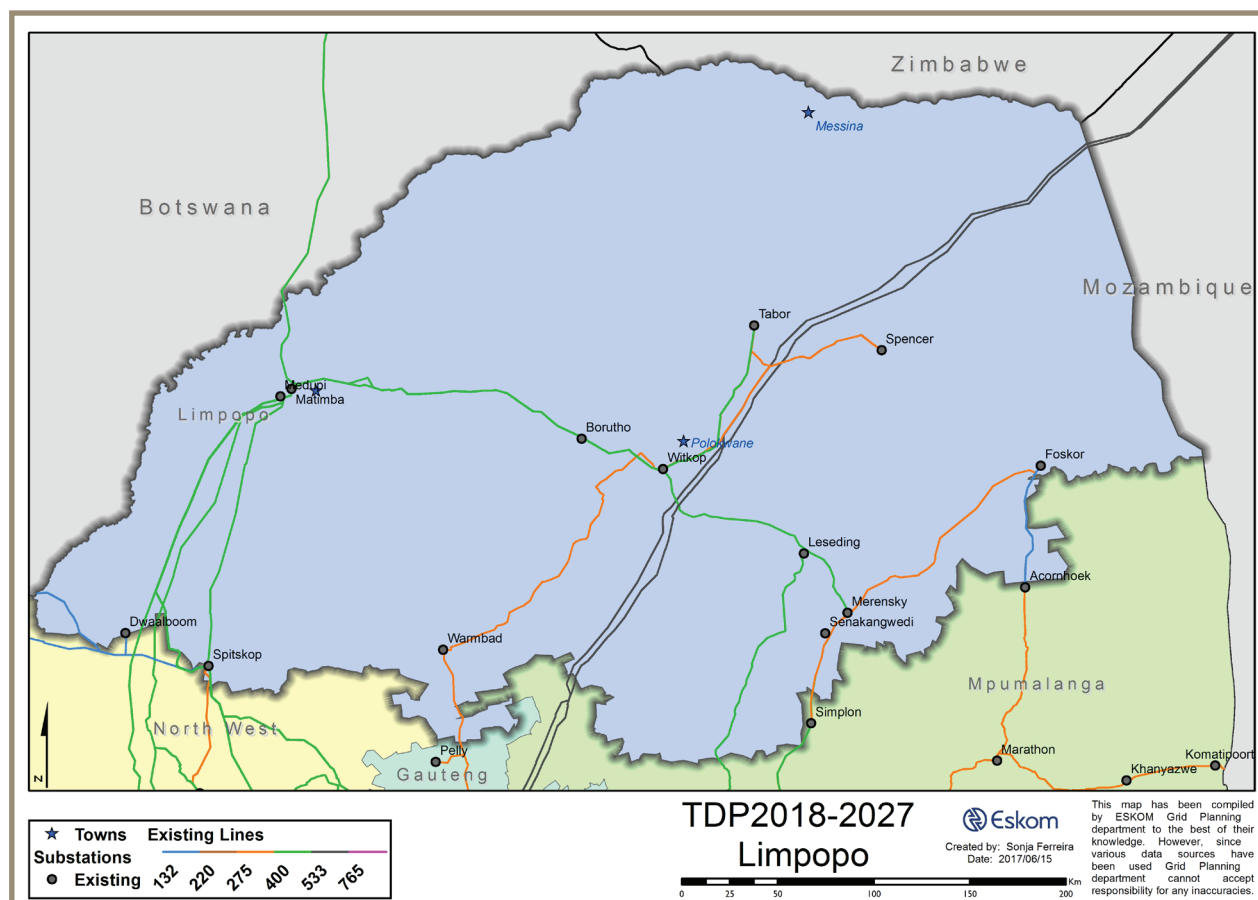 Zimbabwe
Messina
Botswana
Mozambique
Tabor
Spencer
Medupi
Matimba
Limpopo
Borutho
Polokwane
Witkop
Foskor
Leseding
Acornhoek
Merensky
Senakangwedi
Dwaalboom
Warmbad
Spitskop
Mpumalanga
Simplon
North West
Pelly
Gauteng
Marathon
Komatipoort
Khanyazwe
N
Towns Existing Lines
Substations
Existing
132 220 275 400 533 765
TDP2018-2027
Limpopo
Eskom
Created by: Sonja Ferreira
Date: 2017/06/15
0 25 50 100 150 200
Km
This map has been compiled
by ESKOM Grid Planning
department to the best of their
knowledge. However, since
various data sources have
been used Grid Planning
department cannot accept
responsibility for any inaccuracies.